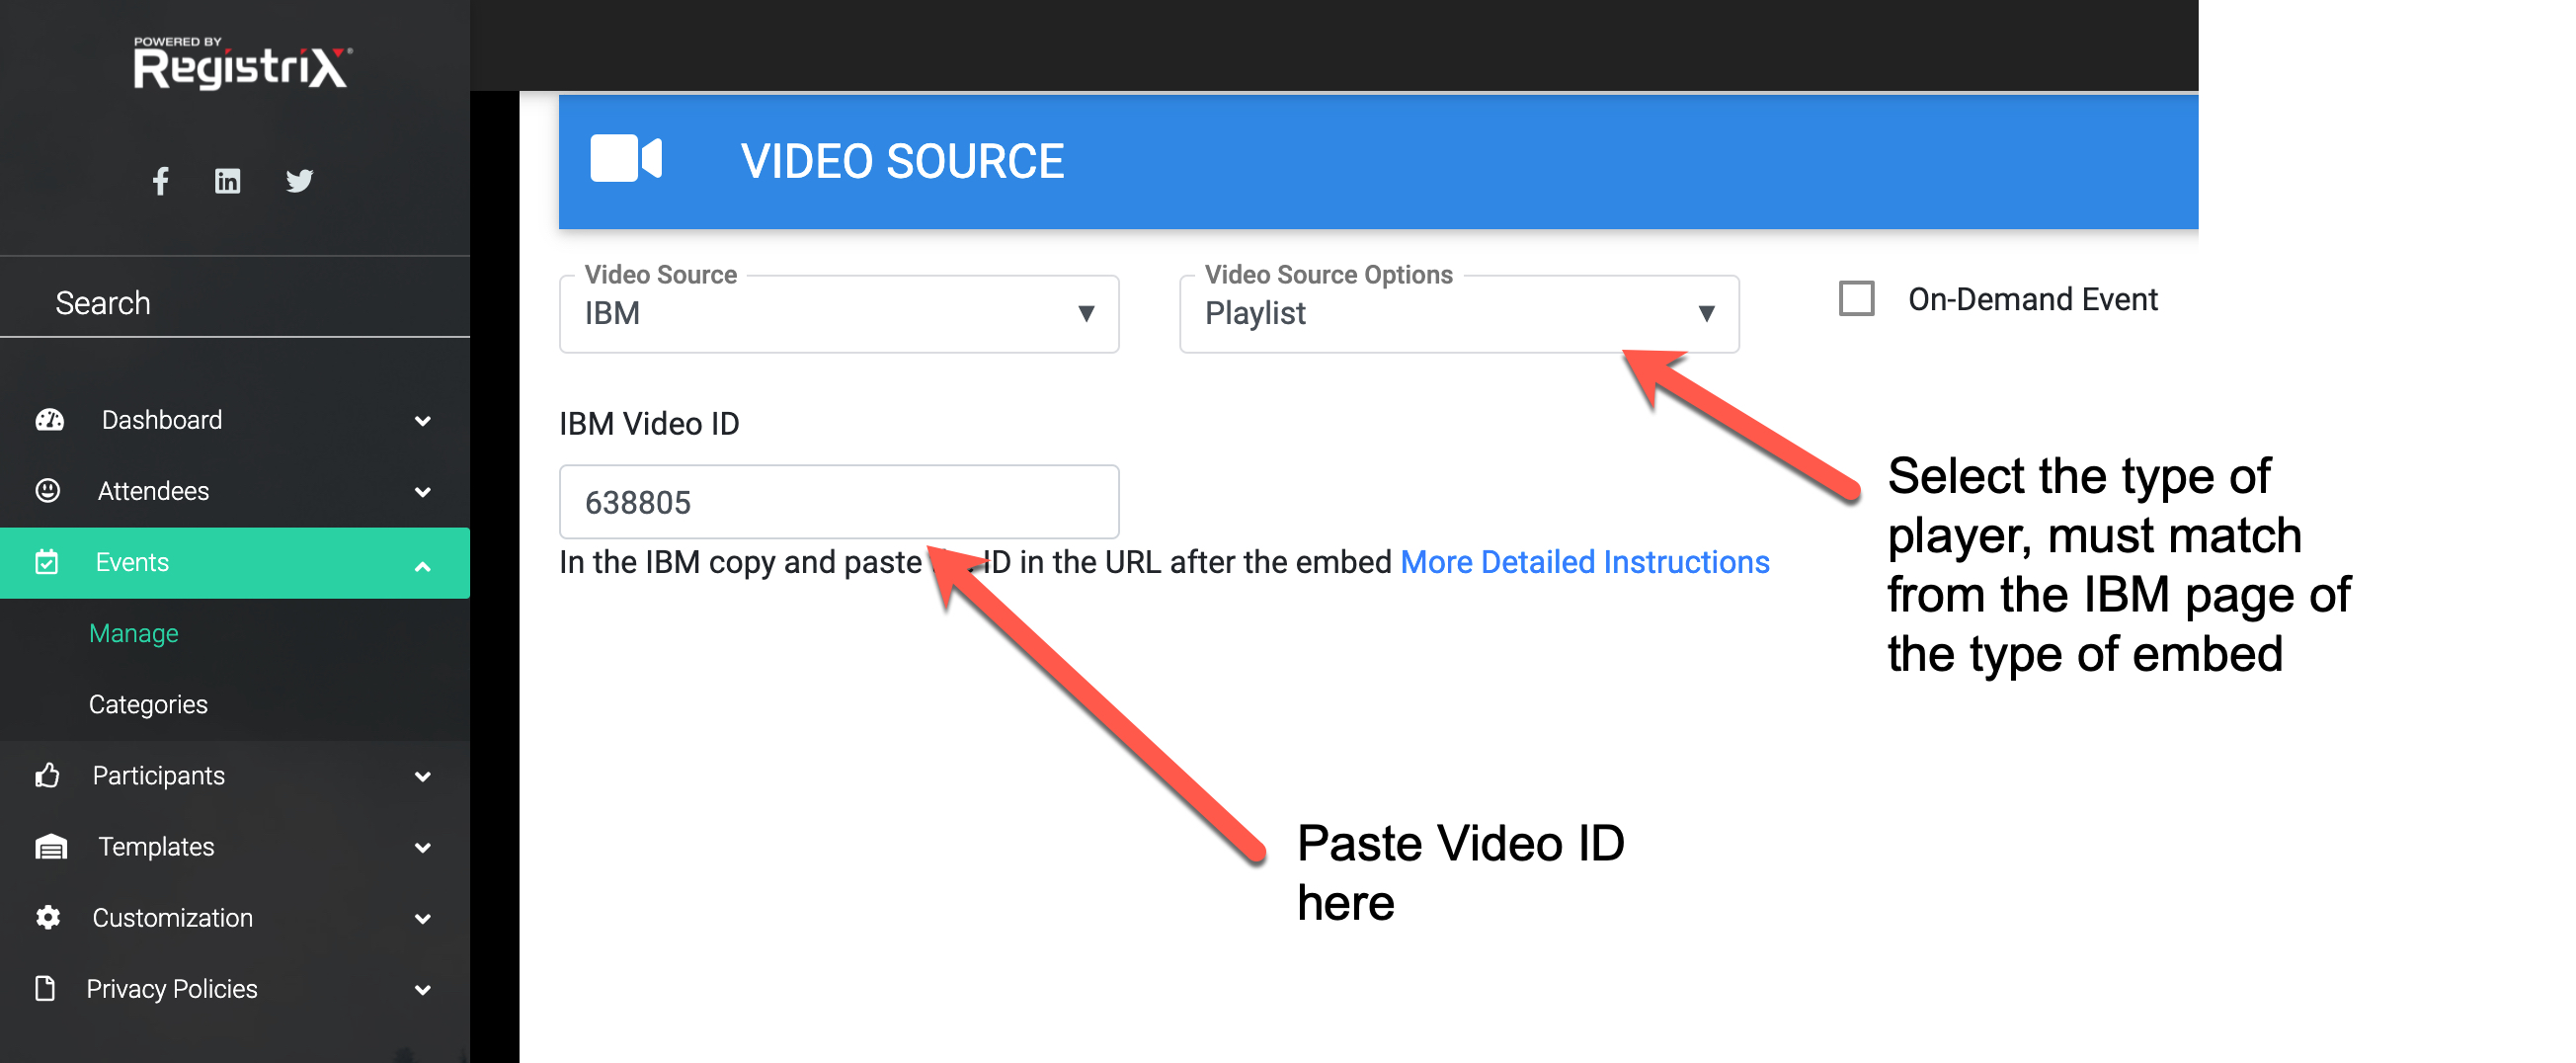 POWERED BY
RegistriX®
Search
Dashboard
Attendees
Events
Manage
Categories
Participants
Templates
Customization
Privacy Policies
VIDEO SOURCE
Video Source
IBM
Video Source Options
Playlist
On-Demand Event
IBM Video ID
638805
In the IBM copy and paste ID in the URL after the embed More Detailed Instructions
Select the type of
player, must match
from the IBM page of
the type of embed
Paste Video ID
here